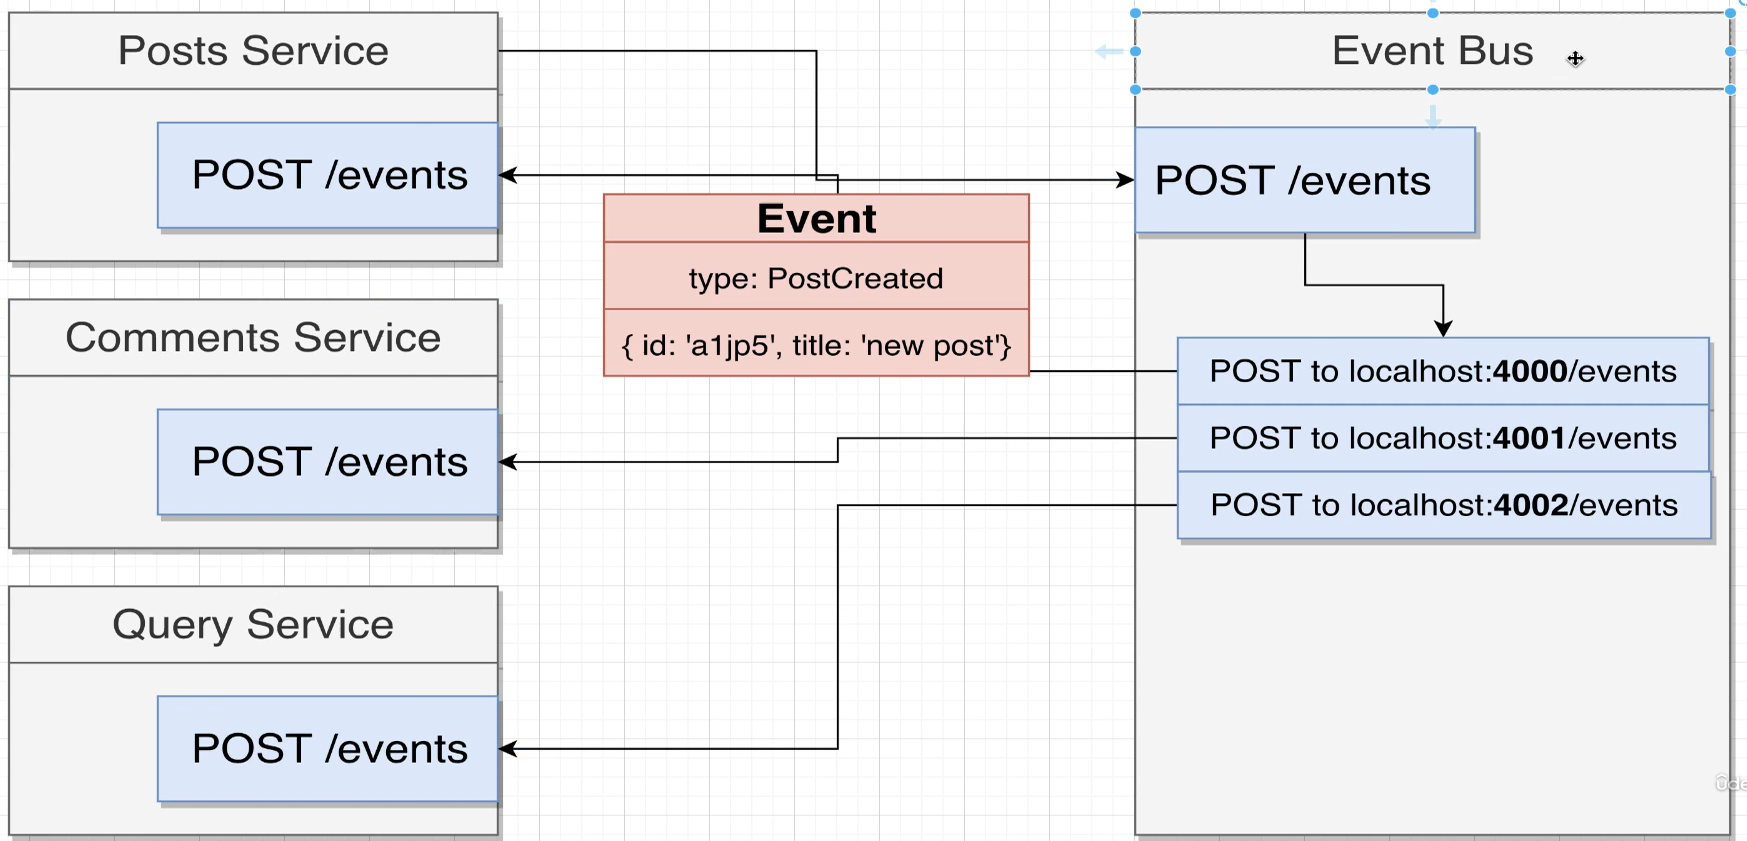 Posts Service
POST /events
Comments Service
POST /events
Query Service
POST /events
Event
type: PostCreated
{ id: 'a1jp5', title: 'new post'}
Event Bus
POST /events
POST to localhost:4000/events
POST to localhost:4001/events
POST to localhost:4002/events